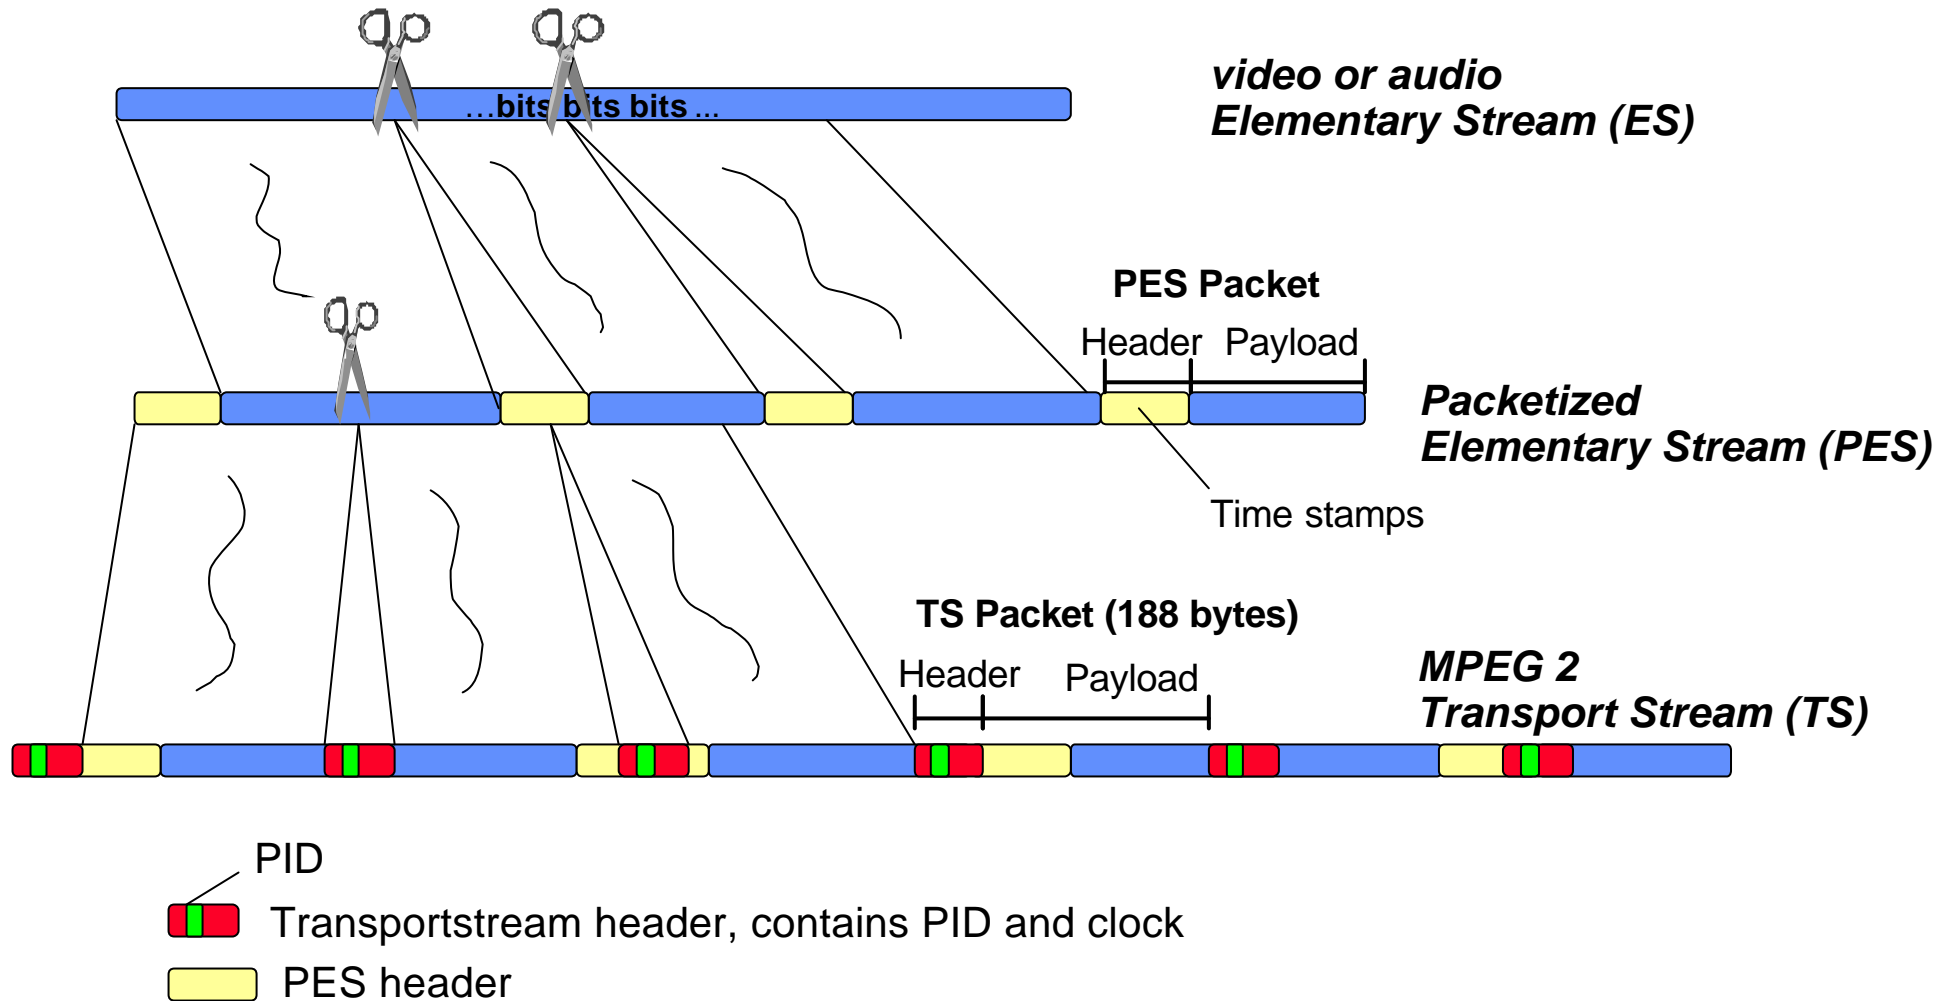 video or audio
Elementary Stream (ES)
...bits bits bits ...
PES Packet
Header Payload
Packetized
Elementary Stream (PES)
Time stamps
TS Packet (188 bytes)
Header Payload
MPEG 2
Transport Stream (TS)
PID
Transportstream header, contains PID and clock
PES header